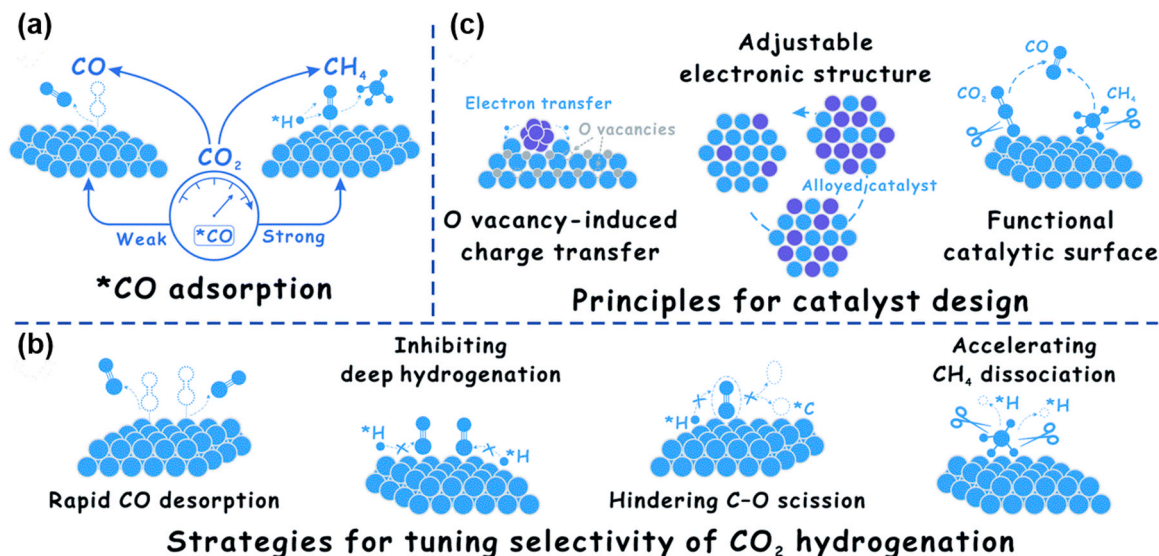 (a)
CO
CH₄
*H
CO₂
*CO
Weak
Strong
*CO adsorption
(c)
Electron transfer
O vacancies
O vacancy-induced
charge transfer
Adjustable
electronic structure
Alloyed catalyst
CO
CO₂
CH₄
Functional
catalytic surface
Principles for catalyst design
(b)
Rapid CO desorption
Inhibiting
deep hydrogenation
*H
*H
*H
*C
Hindering C–O scission
Accelerating
CH₄ dissociation
*H
*H
Strategies for tuning selectivity of CO₂ hydrogenation